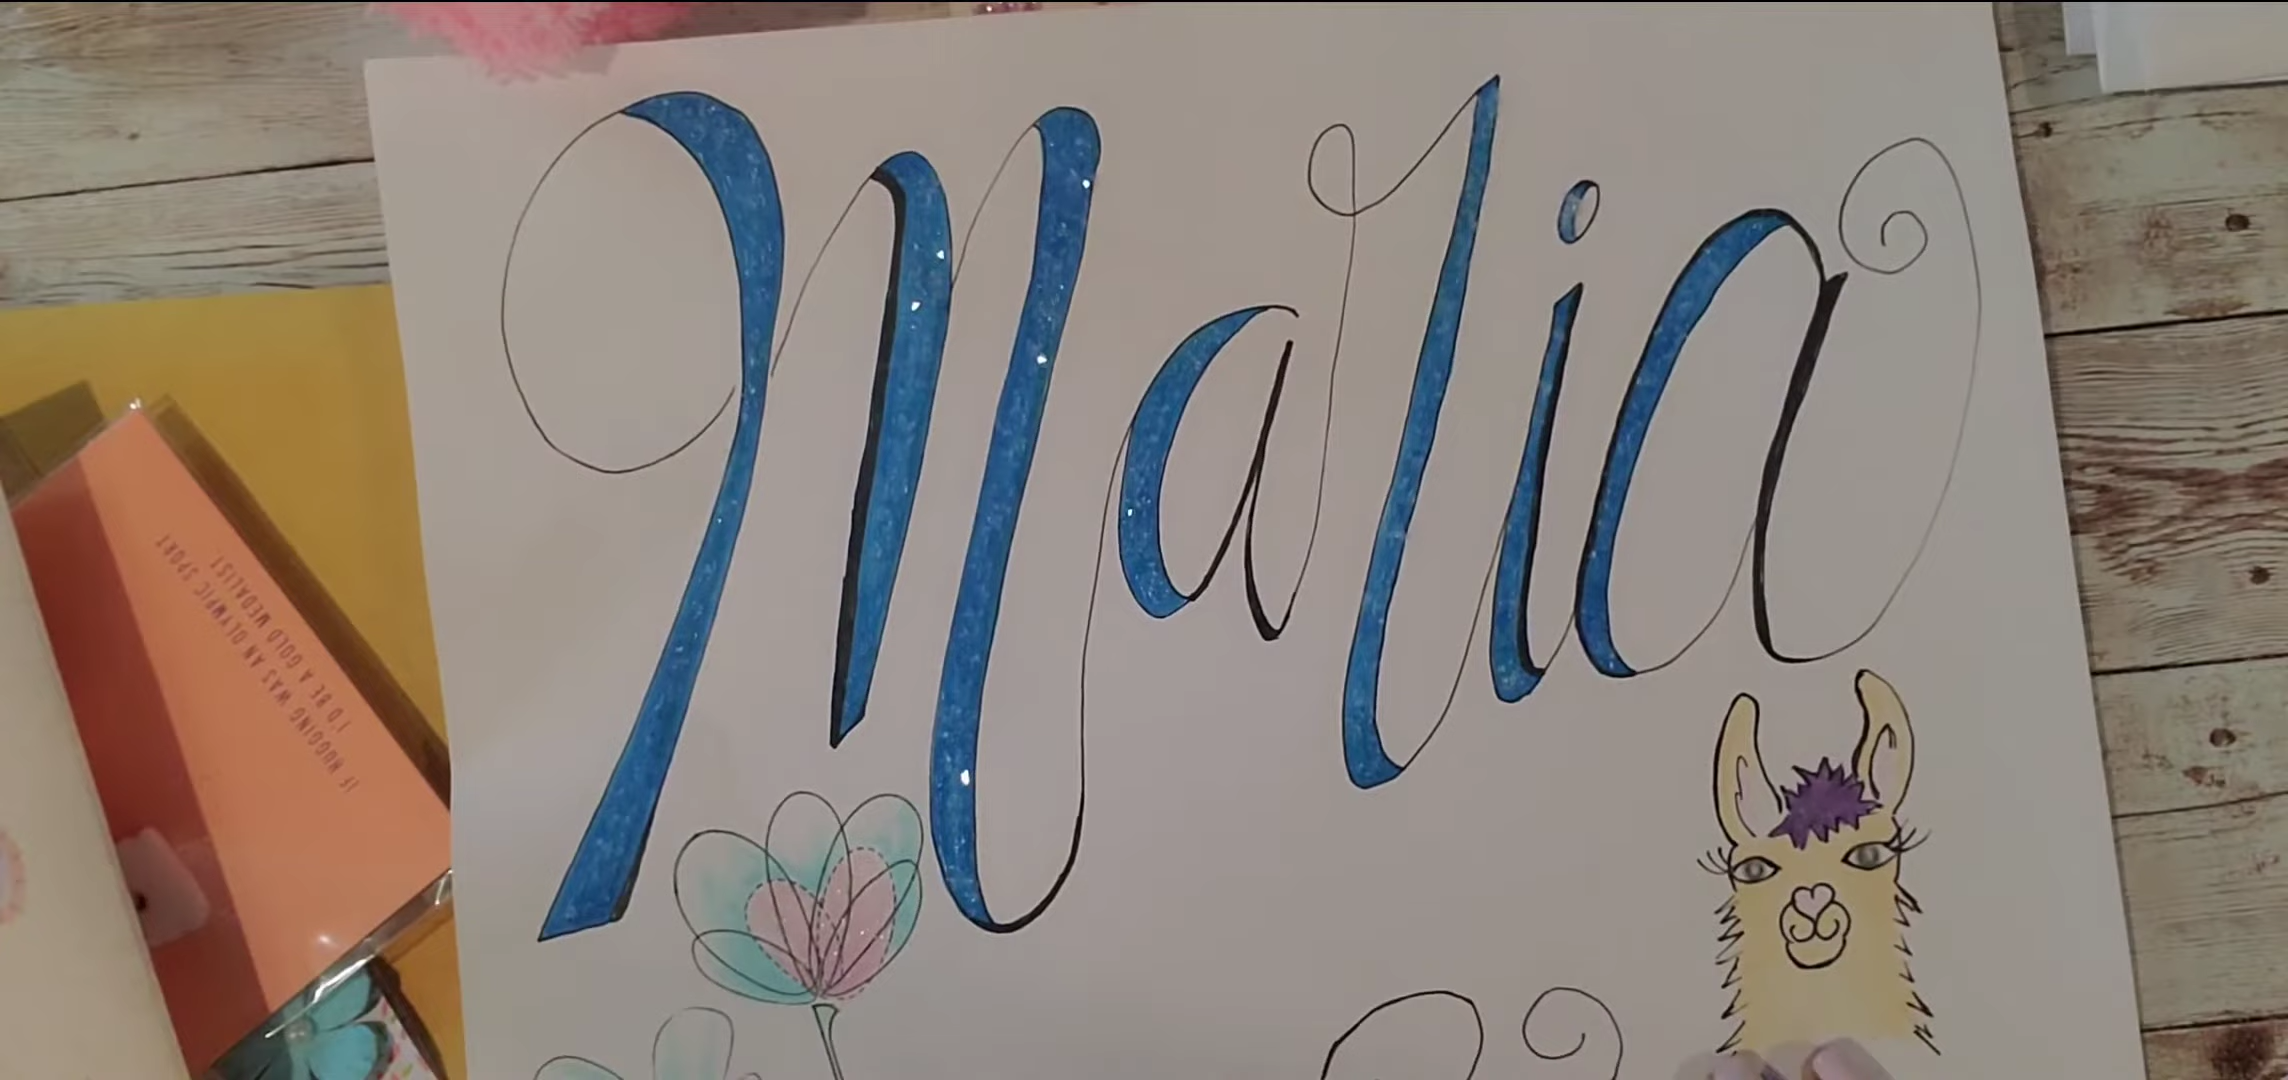 Malia
IF HUGGING WAS AN OLYMPIC SPORT
I'D BE A GOLD MEDALIST.